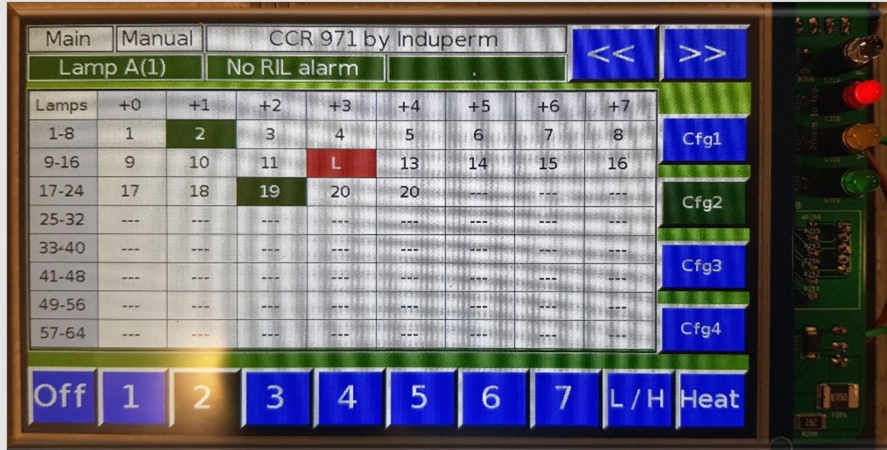 Main Manual CCR 971 by Induperm << >>
Lamp A(1) No RIL alarm .
Lamps +0 +1 +2 +3 +4 +5 +6 +7
1-8 1 2 3 4 5 6 7 8 Cfg1
9-16 9 10 11 L 13 14 15 16
17-24 17 18 19 20 20 --- --- --- Cfg2
25-32 --- --- --- --- --- --- --- ---
33-40 --- --- --- --- --- --- --- ---
Cfg3
41-48 --- --- --- --- --- --- --- ---
49-56 --- --- --- --- --- --- --- ---
57-64 --- --- --- --- --- --- --- --- Cfg4
Off 1 2 3 4 5 6 7 L / H Heat